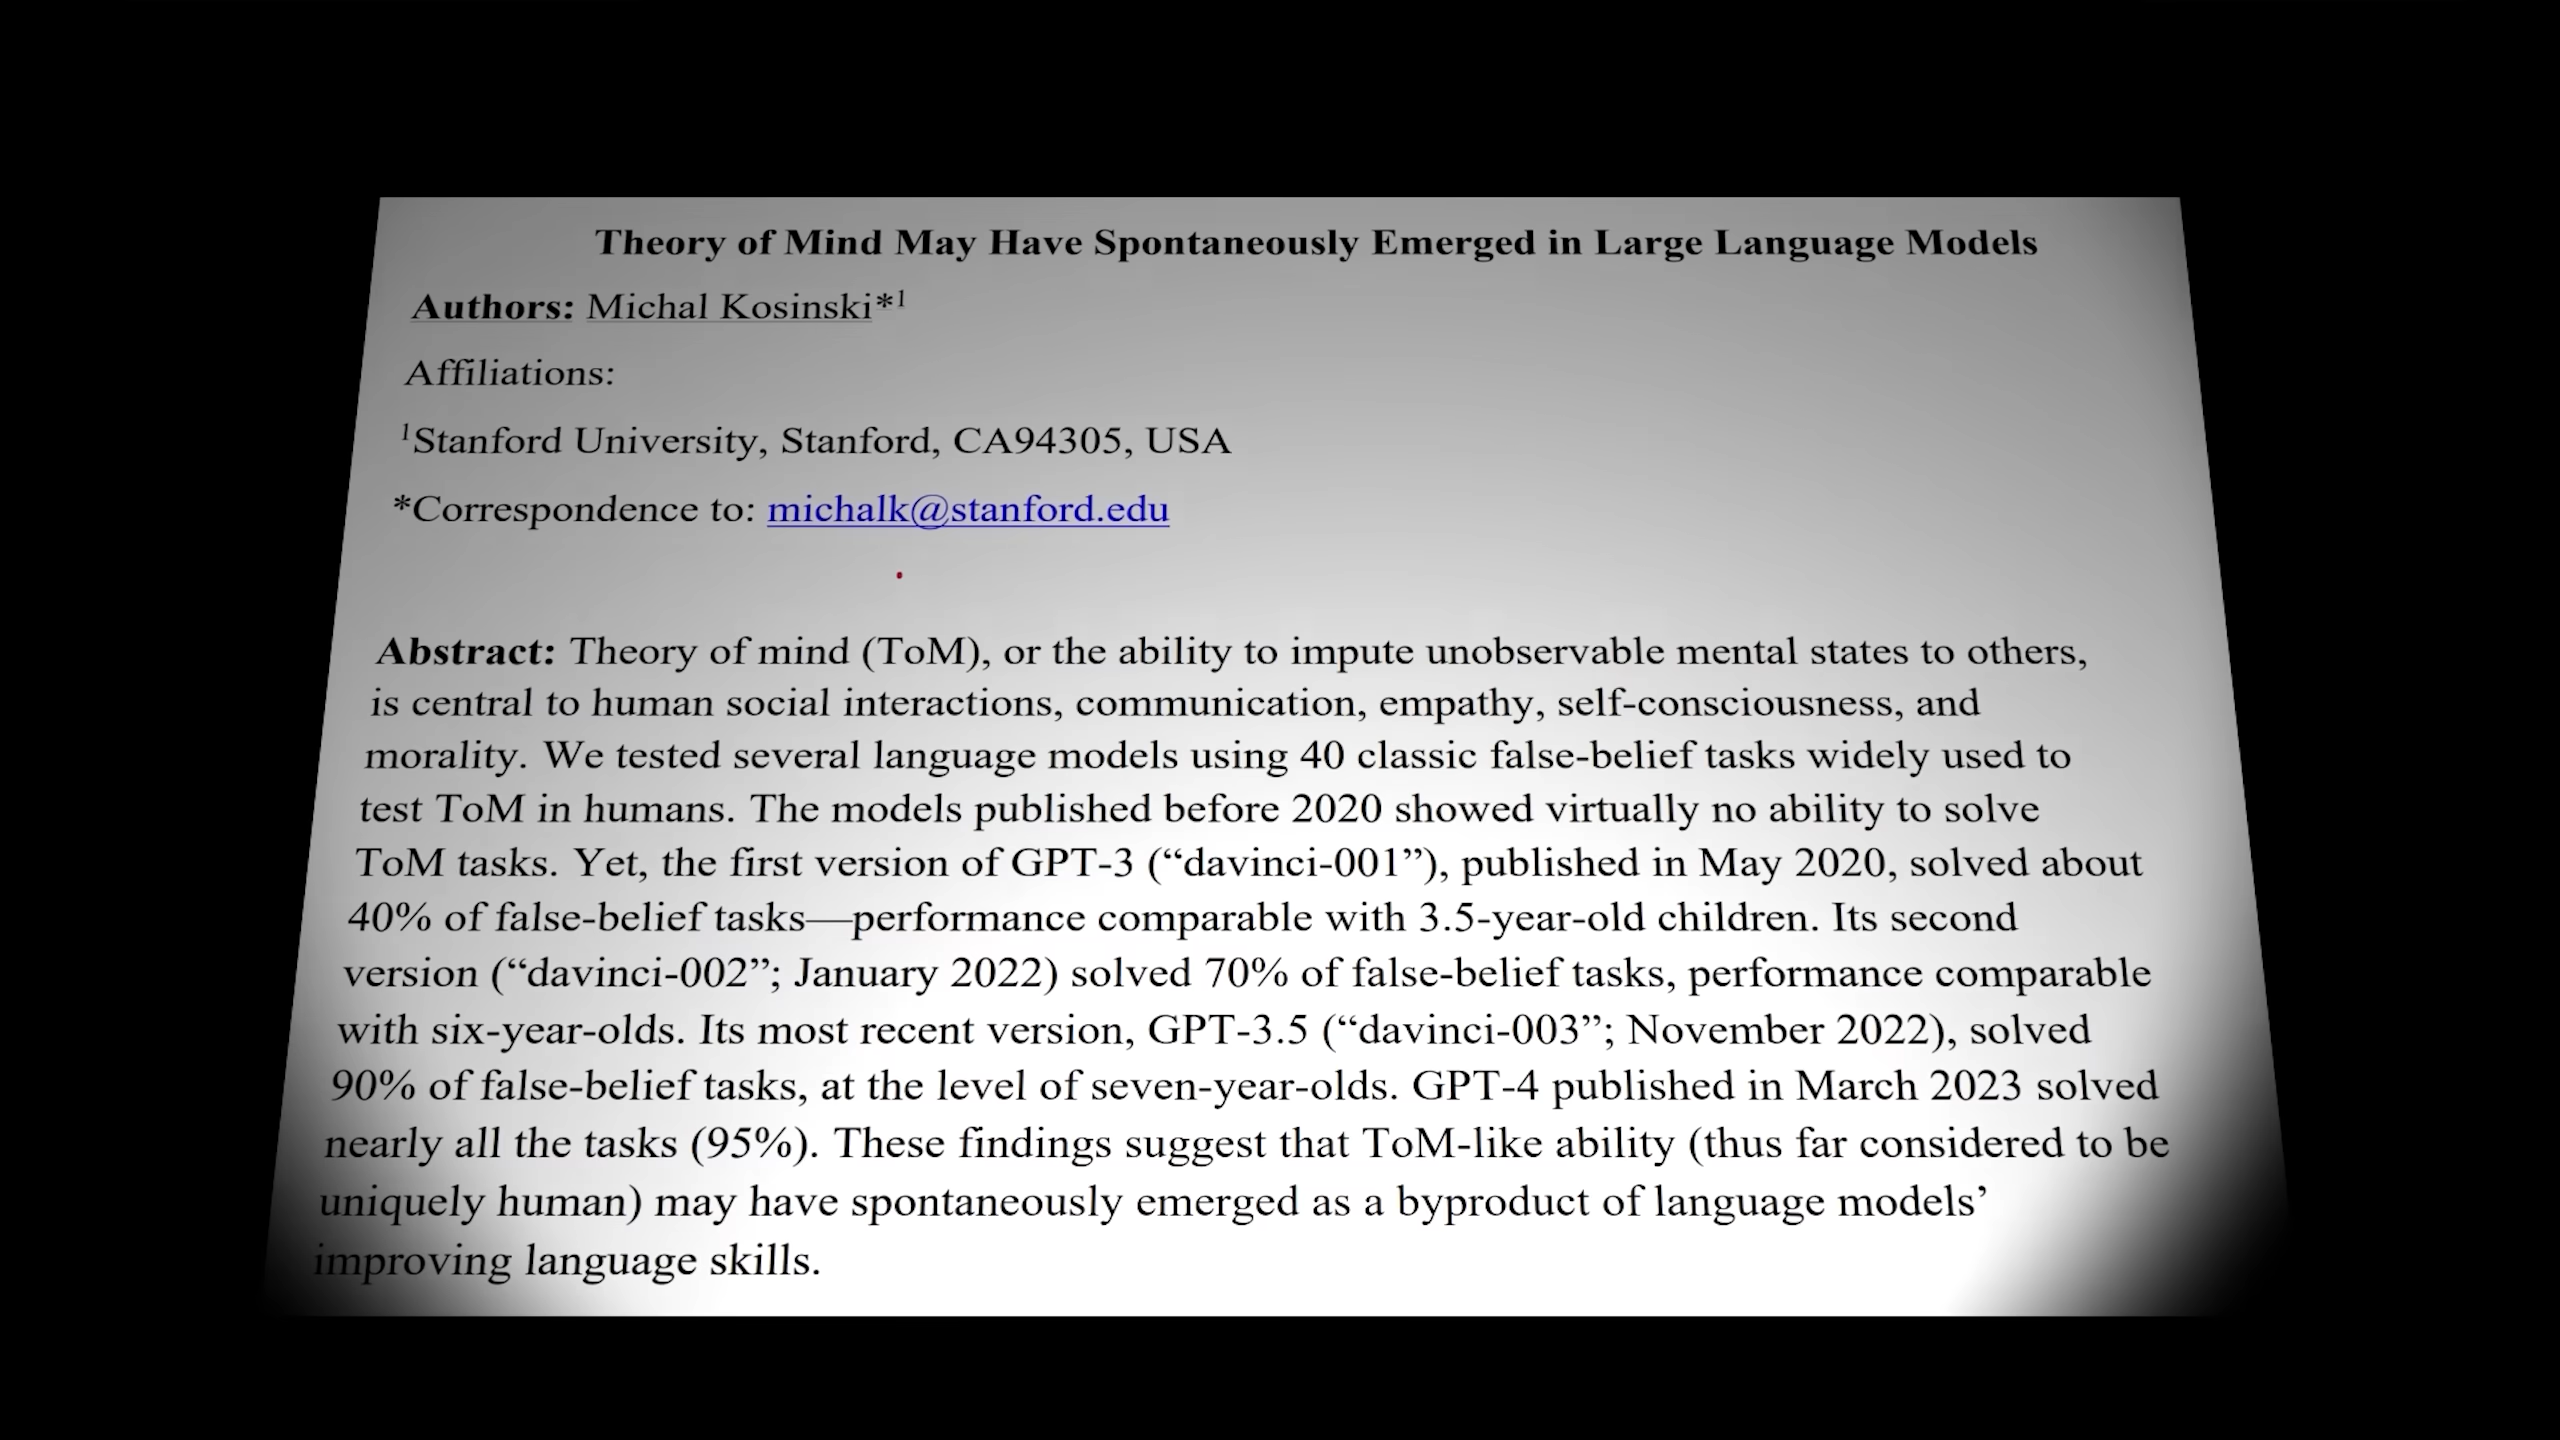 Theory of Mind May Have Spontaneously Emerged in Large Language Models
Authors: Michal Kosinski*1
Affiliations:
1Stanford University, Stanford, CA94305, USA
*Correspondence to: michalk@stanford.edu
Abstract: Theory of mind (ToM), or the ability to impute unobservable mental states to others,
is central to human social interactions, communication, empathy, self-consciousness, and
morality. We tested several language models using 40 classic false-belief tasks widely used to
test ToM in humans. The models published before 2020 showed virtually no ability to solve
ToM tasks. Yet, the first version of GPT-3 (“davinci-001”), published in May 2020, solved about
40% of false-belief tasks—performance comparable with 3.5-year-old children. Its second
version (“davinci-002”; January 2022) solved 70% of false-belief tasks, performance comparable
with six-year-olds. Its most recent version, GPT-3.5 (“davinci-003”; November 2022), solved
90% of false-belief tasks, at the level of seven-year-olds. GPT-4 published in March 2023 solved
nearly all the tasks (95%). These findings suggest that ToM-like ability (thus far considered to be
uniquely human) may have spontaneously emerged as a byproduct of language models’
improving language skills.